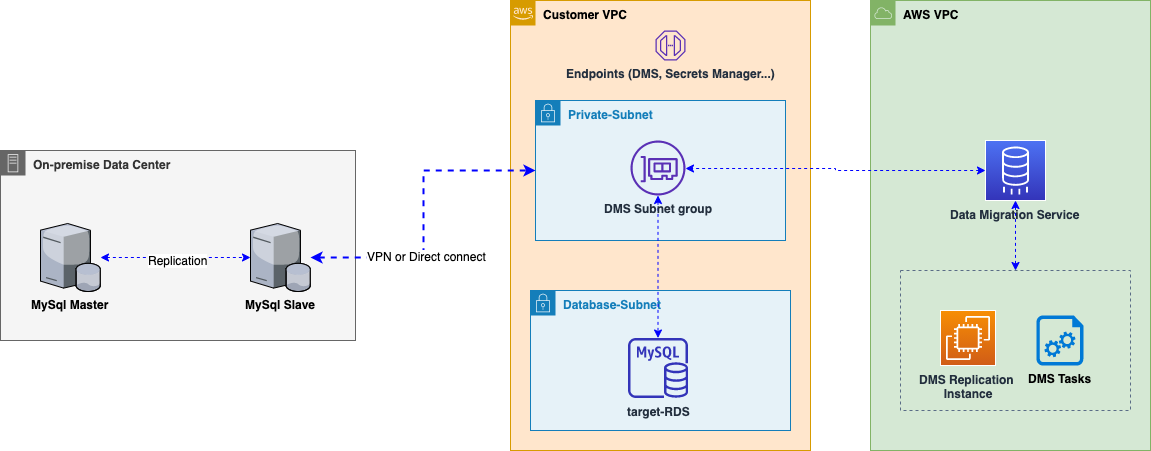 aws
Customer VPC
AWS VPC
Endpoints (DMS, Secrets Manager...)
Private-Subnet
On-premise Data Center
DMS Subnet group
Data Migration Service
VPN or Direct connect
Replication
MySql Master
MySql Slave
Database-Subnet
MySQL
DMS Replication
Instance
DMS Tasks
target-RDS